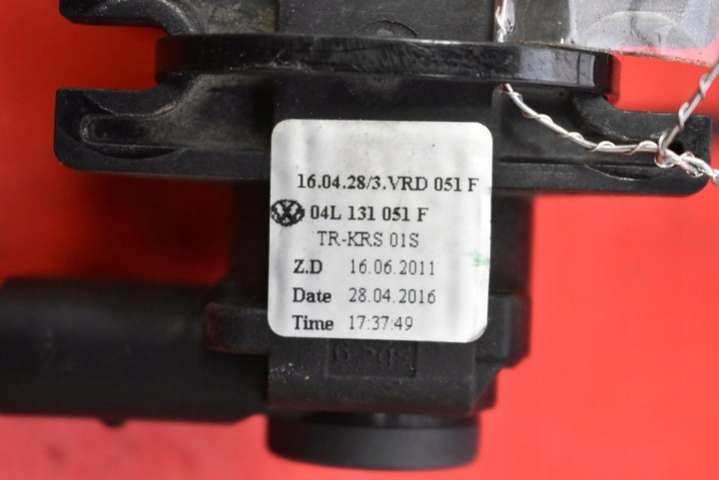 16.04.28/3.VRD 051 F
04L 131 051 F
TR-KRS 01S
Z.D 16.06.2011
Date 28.04.2016
Time 17:37:49